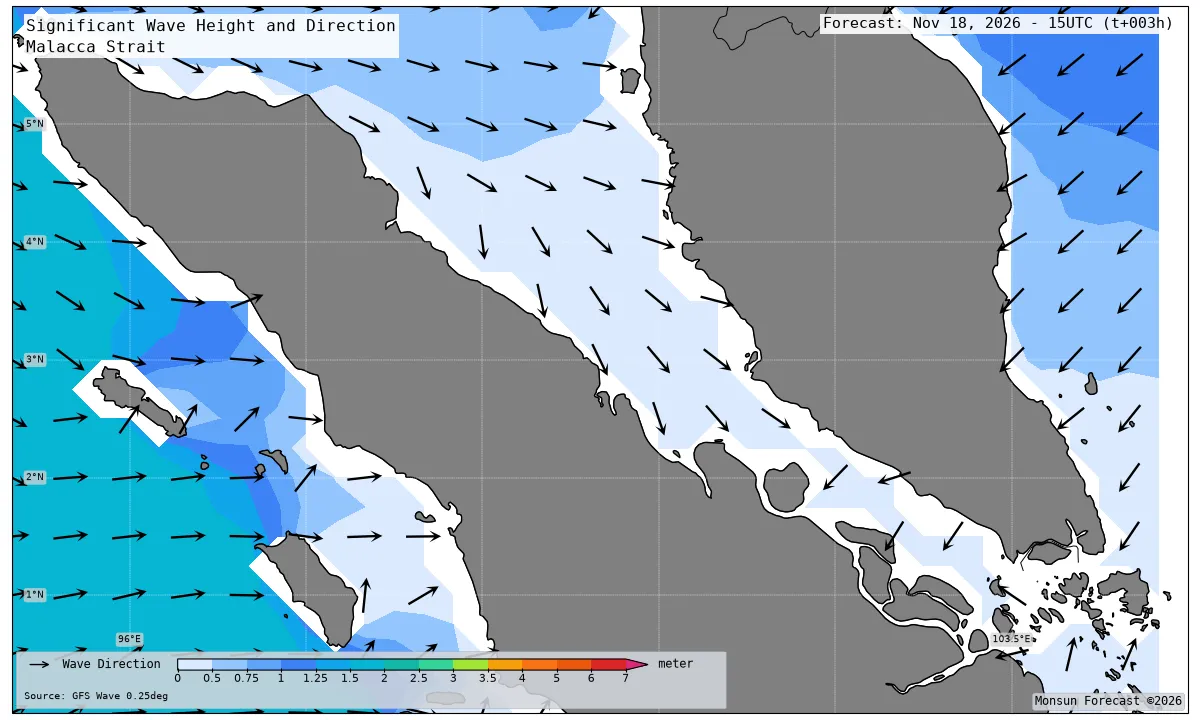 Significant Wave Height and Direction
Malacca Strait
Forecast: Nov 18, 2026 - 15UTC (t+003h)
5°N
4°N
3°N
2°N
1°N
96°E
103.5°E
Wave Direction
meter
0 0.5 0.75 1 1.25 1.5 2 2.5 3 3.5 4 5 6 7
Source: GFS Wave 0.25deg
Monsun Forecast ©2026